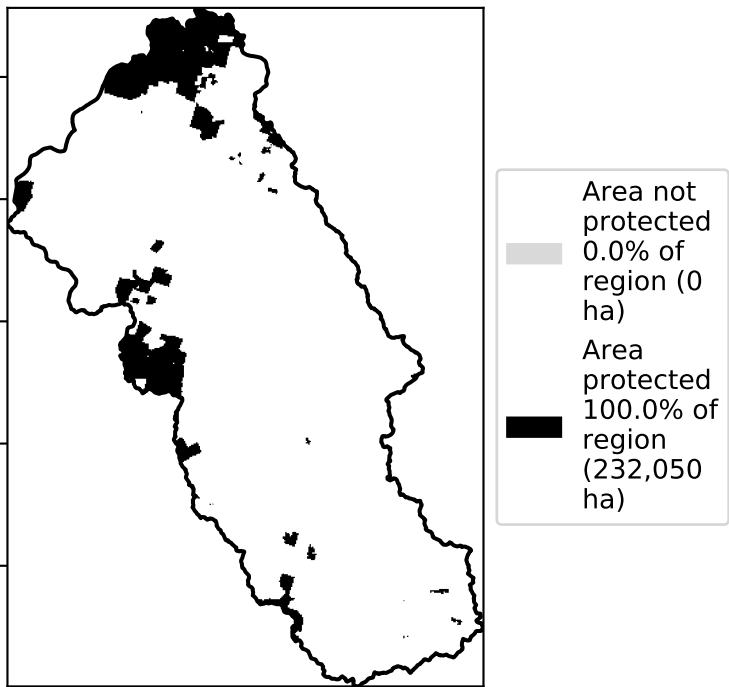 Area not
protected
0.0% of
region (0
ha)
Area
protected
100.0% of
region
(232,050
ha)